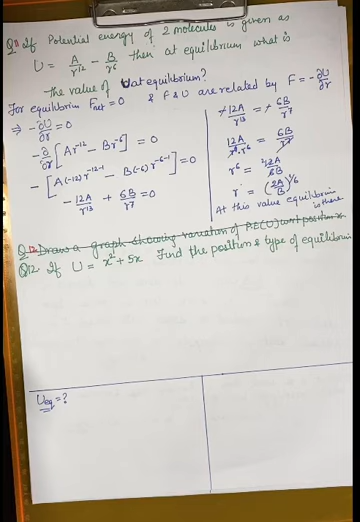 Q11 If Potential energy of 2 molecules is given as
U = A/r¹² - B/r⁶ then at equilibrium what is
the value of U at equilibrium?
For equilibrium Fnet = 0 & F & U are related by F = -∂U/∂r
⇒ -∂U/∂r = 0
-∂/∂r [Ar⁻¹² - Br⁻⁶] = 0
-[A(-12)r⁻¹²⁻¹ - B(-6)r⁻⁶⁻¹] = 0
-12A/r¹³ + 6B/r⁷ = 0
+12A/r¹³ = + 6B/r⁷
12A/r⁷·r⁶ = 6B/r⁷
r⁶ = 12A/6B
r = (2A/B)^1/6
At this value equilibrium
is there
Q.12 Draw a graph showing variation of P.E(U) wrt position x.
Q12 If U = x² + 5x Find the position & type of equilibrium
Ueq = ?